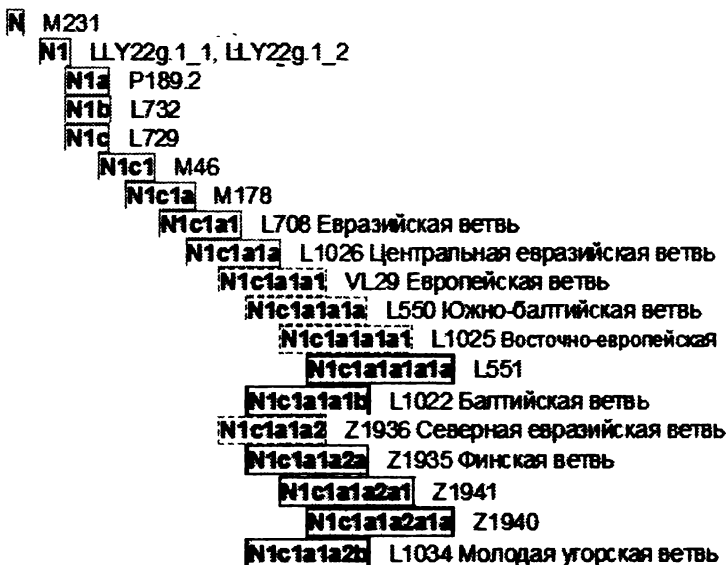 N M231
N1 LLY22g.1_1, LLY22g.1_2
N1a P189.2
N1b L732
N1c L729
N1c1 M46
N1c1a M178
N1c1a1 L708 Евразийская ветвь
N1c1a1a L1026 Центральная евразийская ветвь
N1c1a1a1 VL29 Европейская ветвь
N1c1a1a1a L550 Южно-балтийская ветвь
N1c1a1a1a1 L1025 Восточно-европейская
N1c1a1a1a1a L551
N1c1a1a1b L1022 Балтийская ветвь
N1c1a1a2 Z1936 Северная евразийская ветвь
N1c1a1a2a Z1935 Финская ветвь
N1c1a1a2a1 Z1941
N1c1a1a2a1a Z1940
N1c1a1a2b L1034 Молодая угорская ветвь